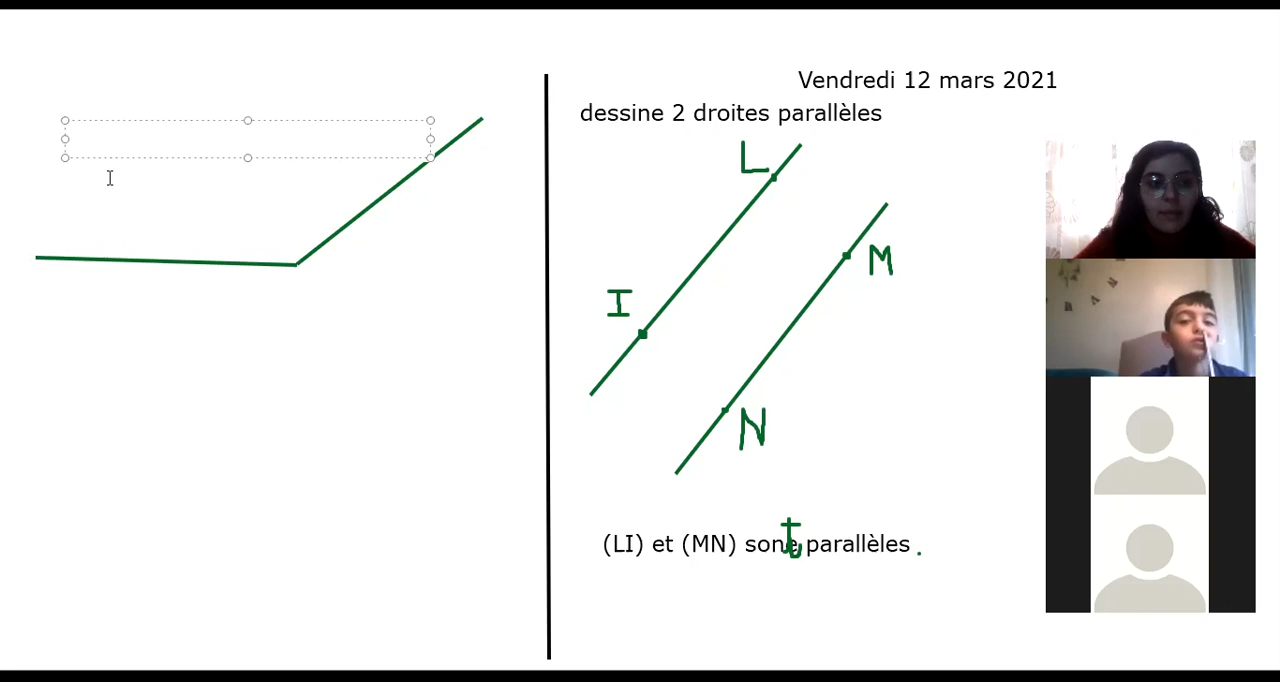 Vendredi 12 mars 2021
dessine 2 droites parallèles
L
M
I
N
(LI) et (MN) sont parallèles .